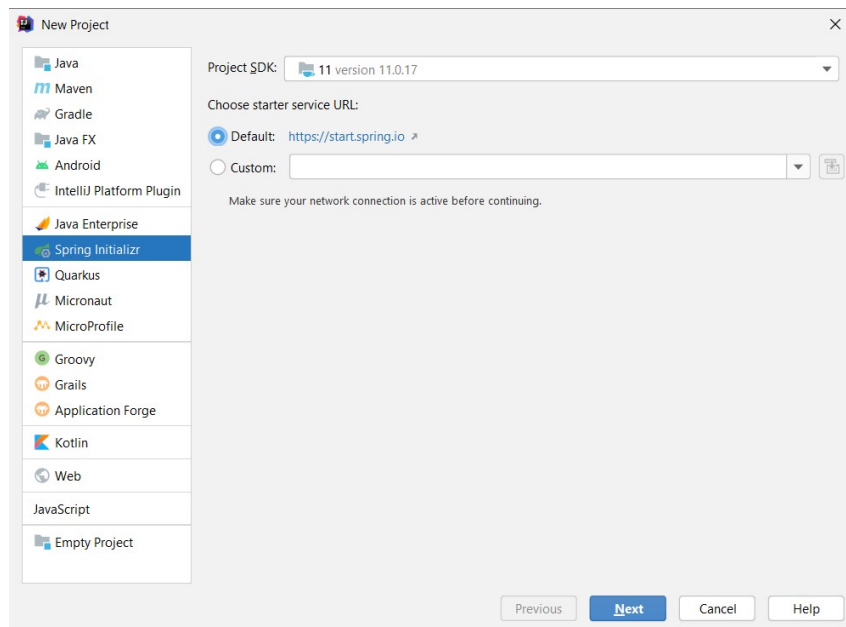 New Project
Java
Maven
Gradle
Java FX
Android
IntelliJ Platform Plugin
Java Enterprise
Spring Initializr
Quarkus
Micronaut
MicroProfile
Groovy
Grails
Application Forge
Kotlin
Web
JavaScript
Empty Project
Project SDK: 11 version 11.0.17
Choose starter service URL:
Default: https://start.spring.io
Custom:
Make sure your network connection is active before continuing.
Previous Next Cancel Help